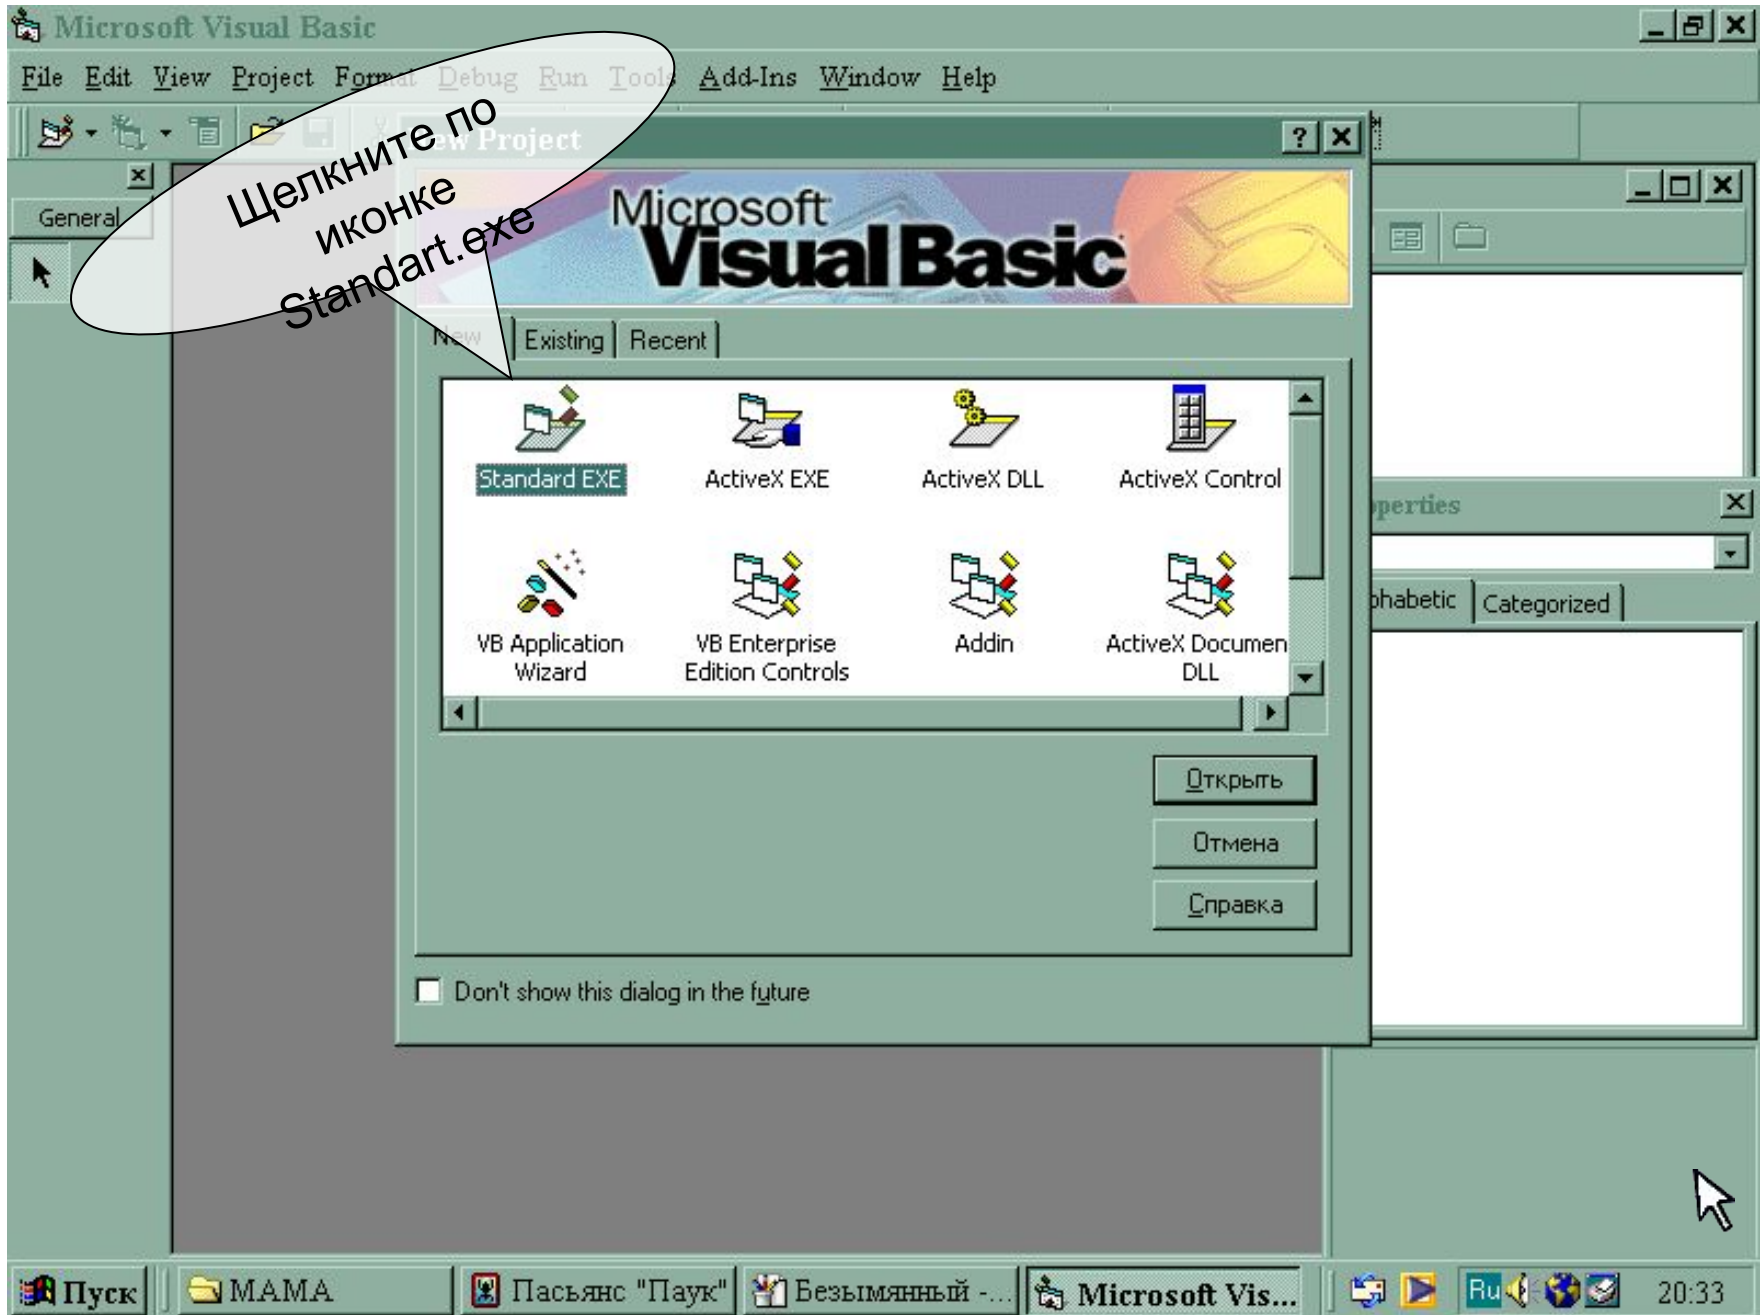 Microsoft Visual Basic
File Edit View Project Format Debug Run Tools Add-Ins Window Help
Щелкните по
иконке
Standart.exe
New Project
General
Microsoft
Visual Basic
New Existing Recent
Standard EXE ActiveX EXE ActiveX DLL ActiveX Control
VB Application VB Enterprise Addin ActiveX Documen
Wizard Edition Controls DLL
operties
phabetic Categorized
Открыть
Отмена
Справка
Don't show this dialog in the future
Пуск МАМА Пасьянс "Паук" Безымянный -... Microsoft Vis... Ru 20:33